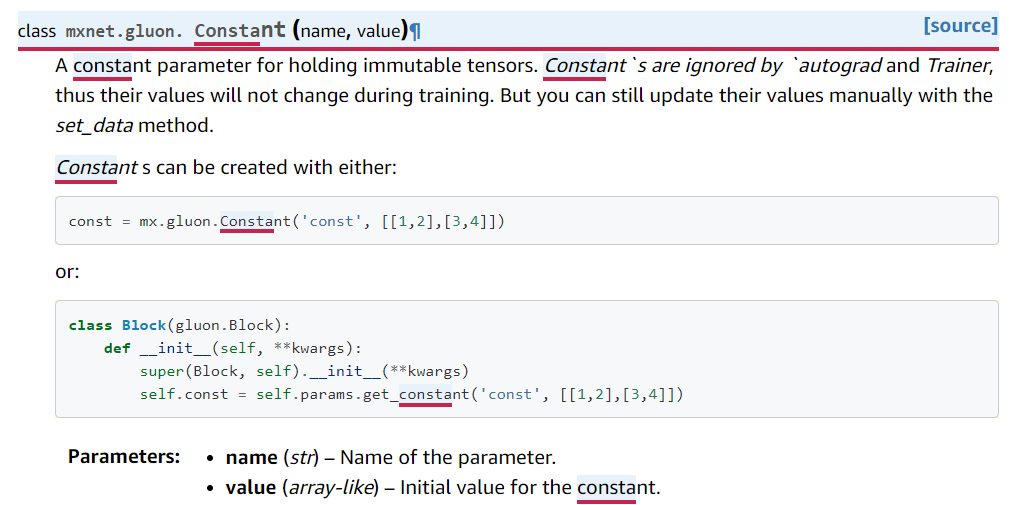 class mxnet.gluon. Constant (name, value)¶ [source]
A constant parameter for holding immutable tensors. Constant`s are ignored by `autograd and Trainer,
thus their values will not change during training. But you can still update their values manually with the
set_data method.
Constant s can be created with either:
const = mx.gluon.Constant('const', [[1,2],[3,4]])
or:
class Block(gluon.Block):
    def __init__(self, **kwargs):
        super(Block, self).__init__(**kwargs)
        self.const = self.params.get_constant('const', [[1,2],[3,4]])
Parameters: • name (str) – Name of the parameter.
• value (array-like) – Initial value for the constant.